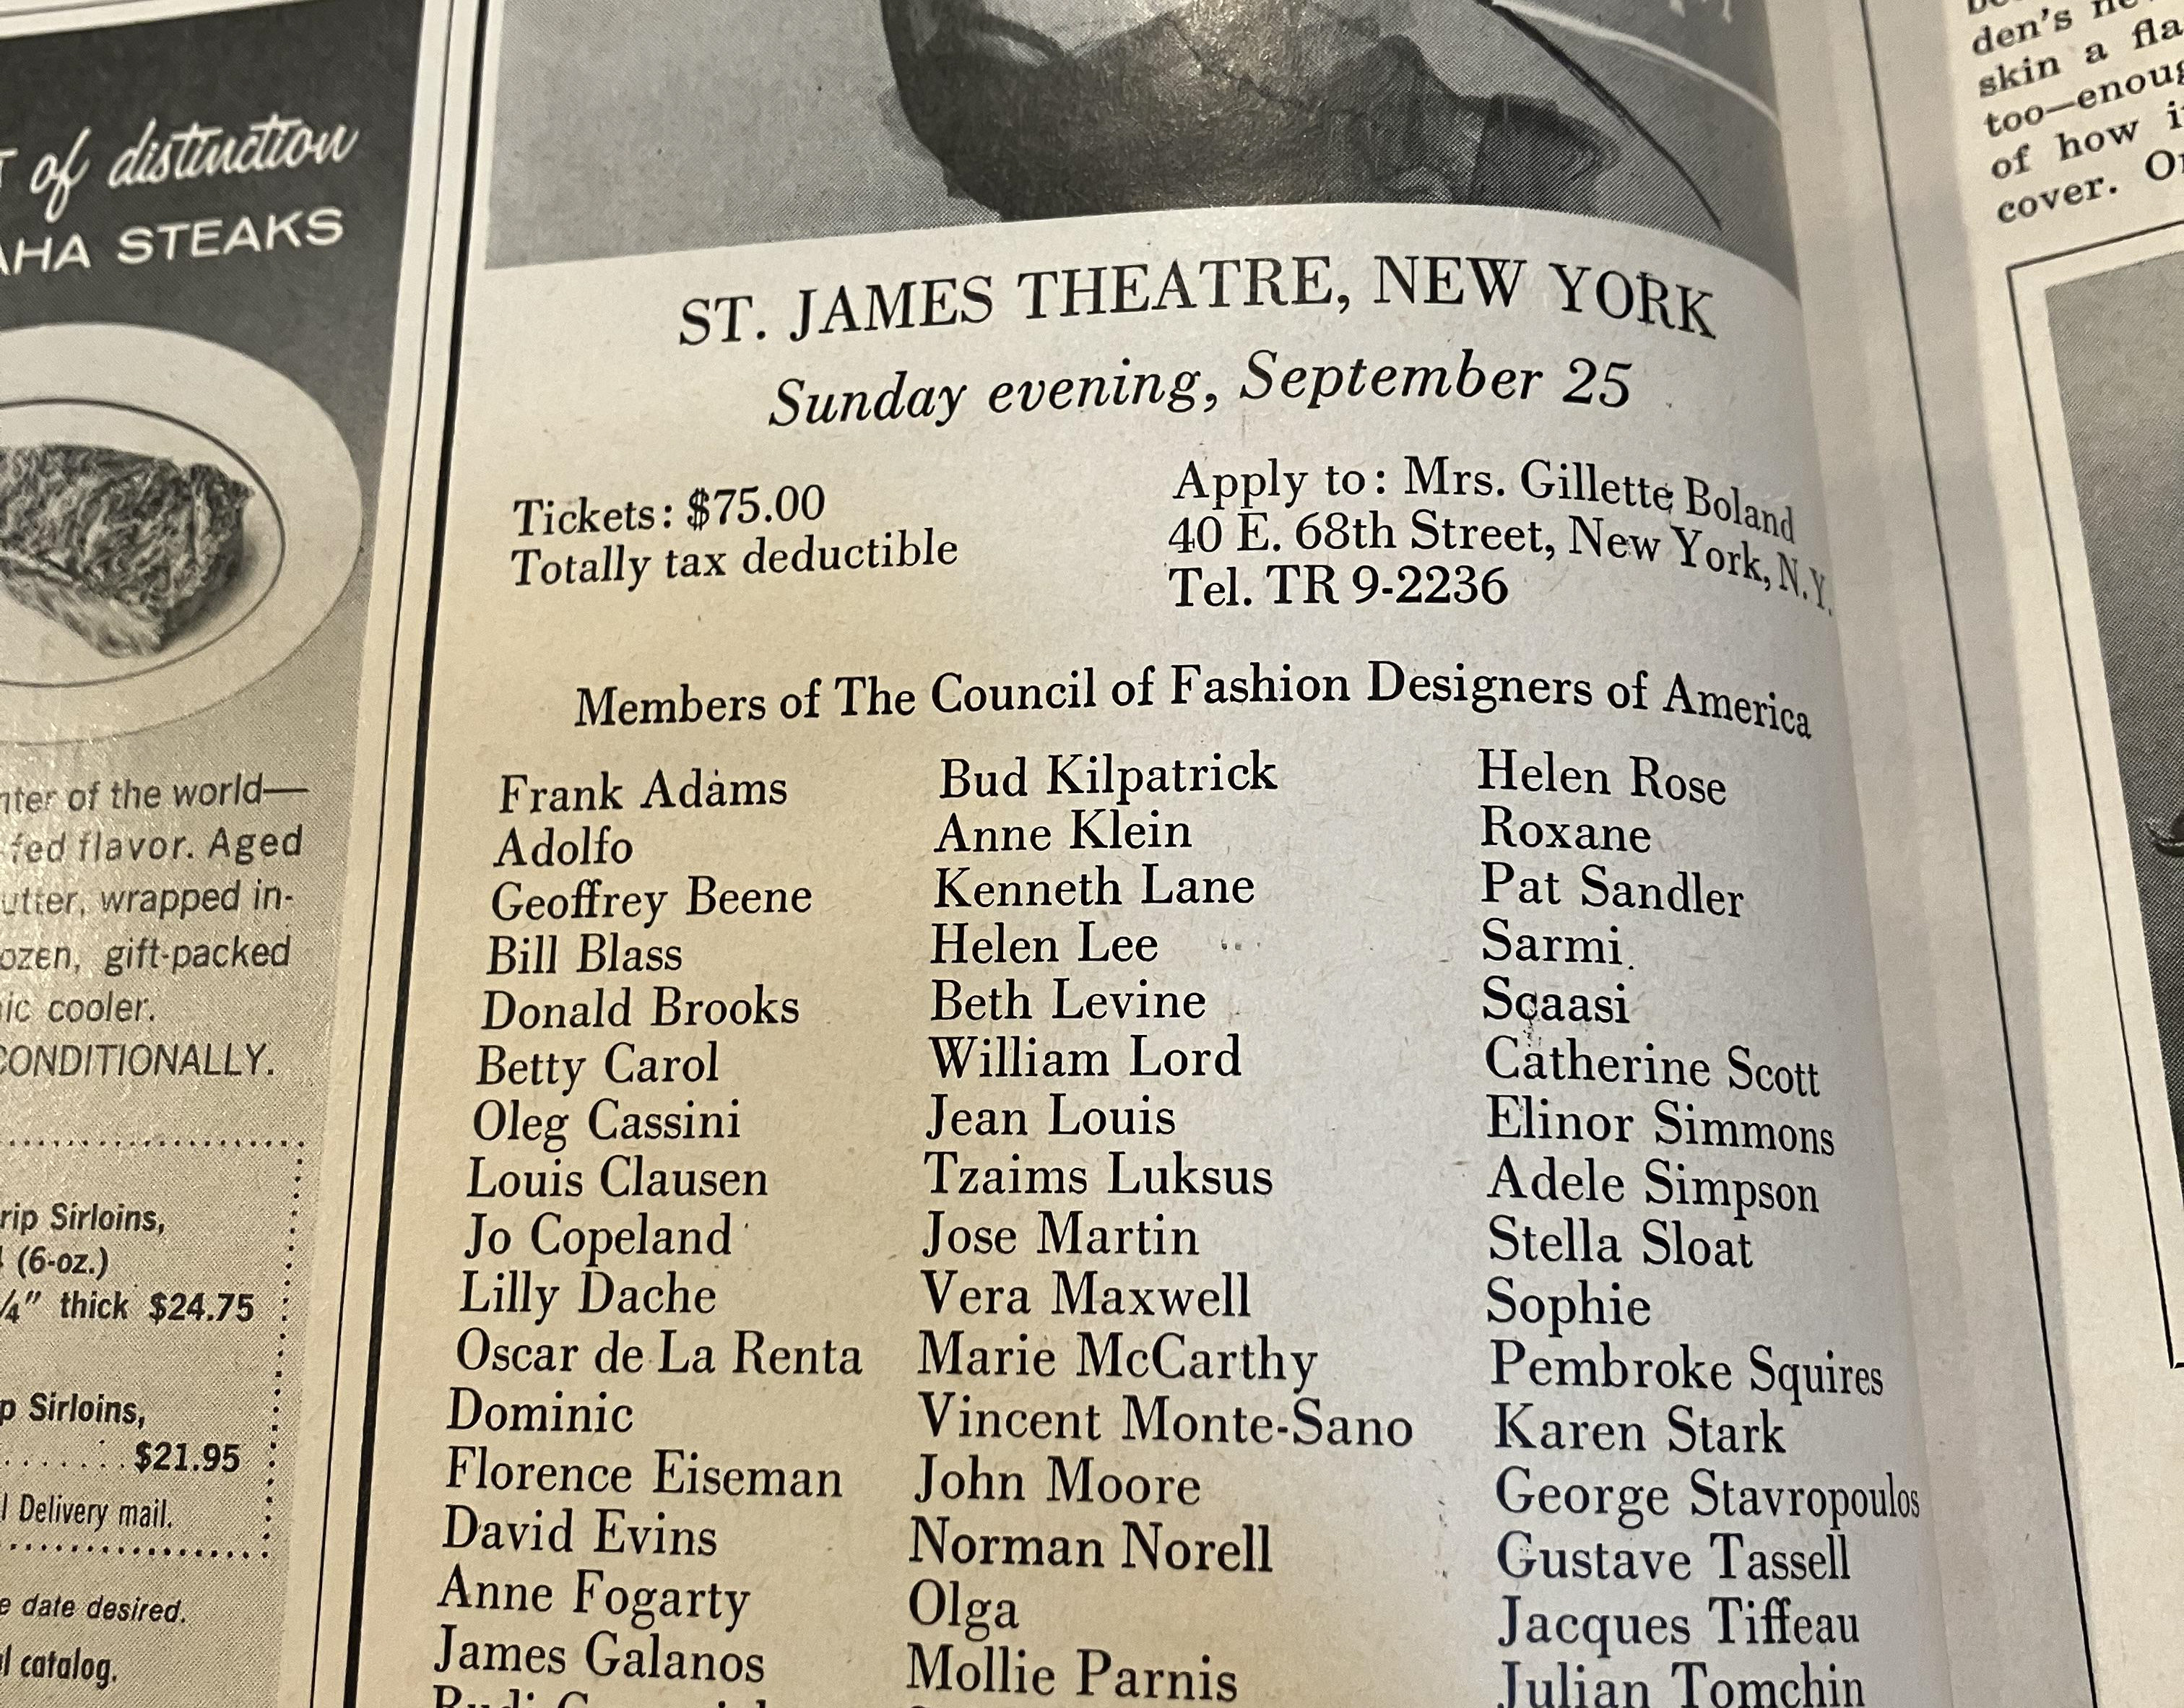 of distinction
STEAKS
of the world—
fed flavor. Aged
wrapped in-
gift-packed
cooler.
Sirloins,
(6-oz.)
thick $24.75
Sirloins,
$21.95
Delivery mail.
date desired.
catalog.
ST. JAMES THEATRE, NEW YORK
Sunday evening, September 25
Tickets: $75.00
Totally tax deductible
Apply to: Mrs. Gillette Boland
40 E. 68th Street, New York, N.Y.
Tel. TR 9-2236
Members of The Council of Fashion Designers of America
Frank Adams
Adolfo
Geoffrey Beene
Bill Blass
Donald Brooks
Betty Carol
Oleg Cassini
Louis Clausen
Jo Copeland
Lilly Dache
Oscar de La Renta
Dominic
Florence Eiseman
David Evins
Anne Fogarty
James Galanos
Bud Kilpatrick
Anne Klein
Kenneth Lane
Helen Lee
Beth Levine
William Lord
Jean Louis
Tzaims Luksus
Jose Martin
Vera Maxwell
Marie McCarthy
Vincent Monte-Sano
John Moore
Norman Norell
Olga
Mollie Parnis
Helen Rose
Roxane
Pat Sandler
Sarmi
Scaasi
Catherine Scott
Elinor Simmons
Adele Simpson
Stella Sloat
Sophie
Pembroke Squires
Karen Stark
George Stavropoulos
Gustave Tassell
Jacques Tiffeau
Julian Tomchin
den's
skin a
too—
of how
cover.